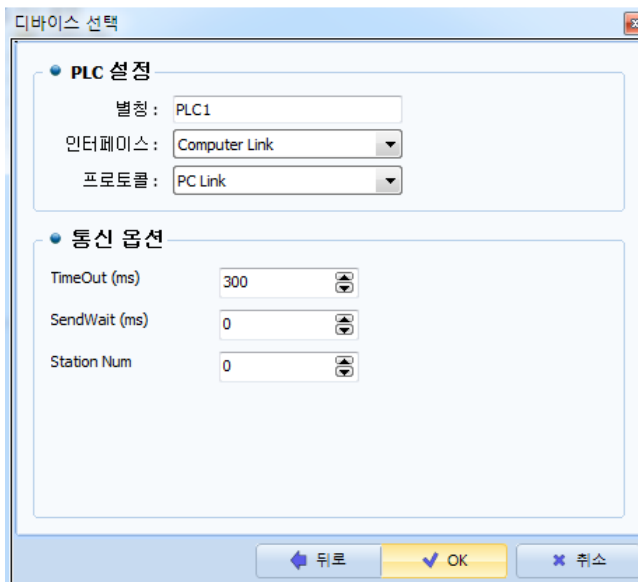 디바이스 선택
PLC 설정
별칭 : PLC1
인터페이스 : Computer Link
프로토콜 : PC Link
통신 옵션
TimeOut (ms) 300
SendWait (ms) 0
Station Num 0
뒤로 OK 취소